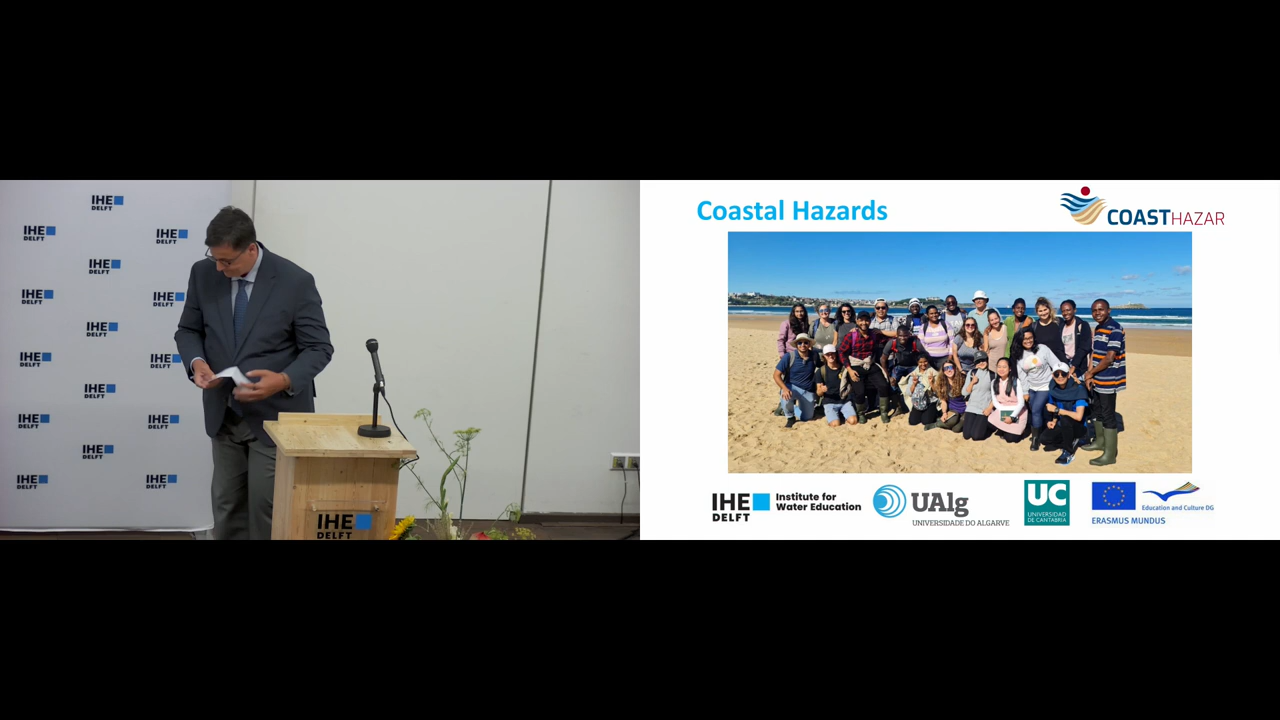 IHE
DELFT
IHE
DELFT
IHE
DELFT
IHE
DELFT
IHE
DELFT
IHE
DELFT
IHE
DELFT
IHE
DELFT
IHE
DELFT
IHE
DELFT
IHE
DELFT
IHE
DELFT
IHE
DELFT
IHE
DELFT
IHE
DELFT
IHE
DELFT
Coastal Hazards
COASTHAZAR
IHE
DELFT
Institute for
Water Education
UAlg
UNIVERSIDADE DO ALGARVE
UC
UNIVERSIDAD
DE CANTABRIA
Education and Culture DG
ERASMUS MUNDUS